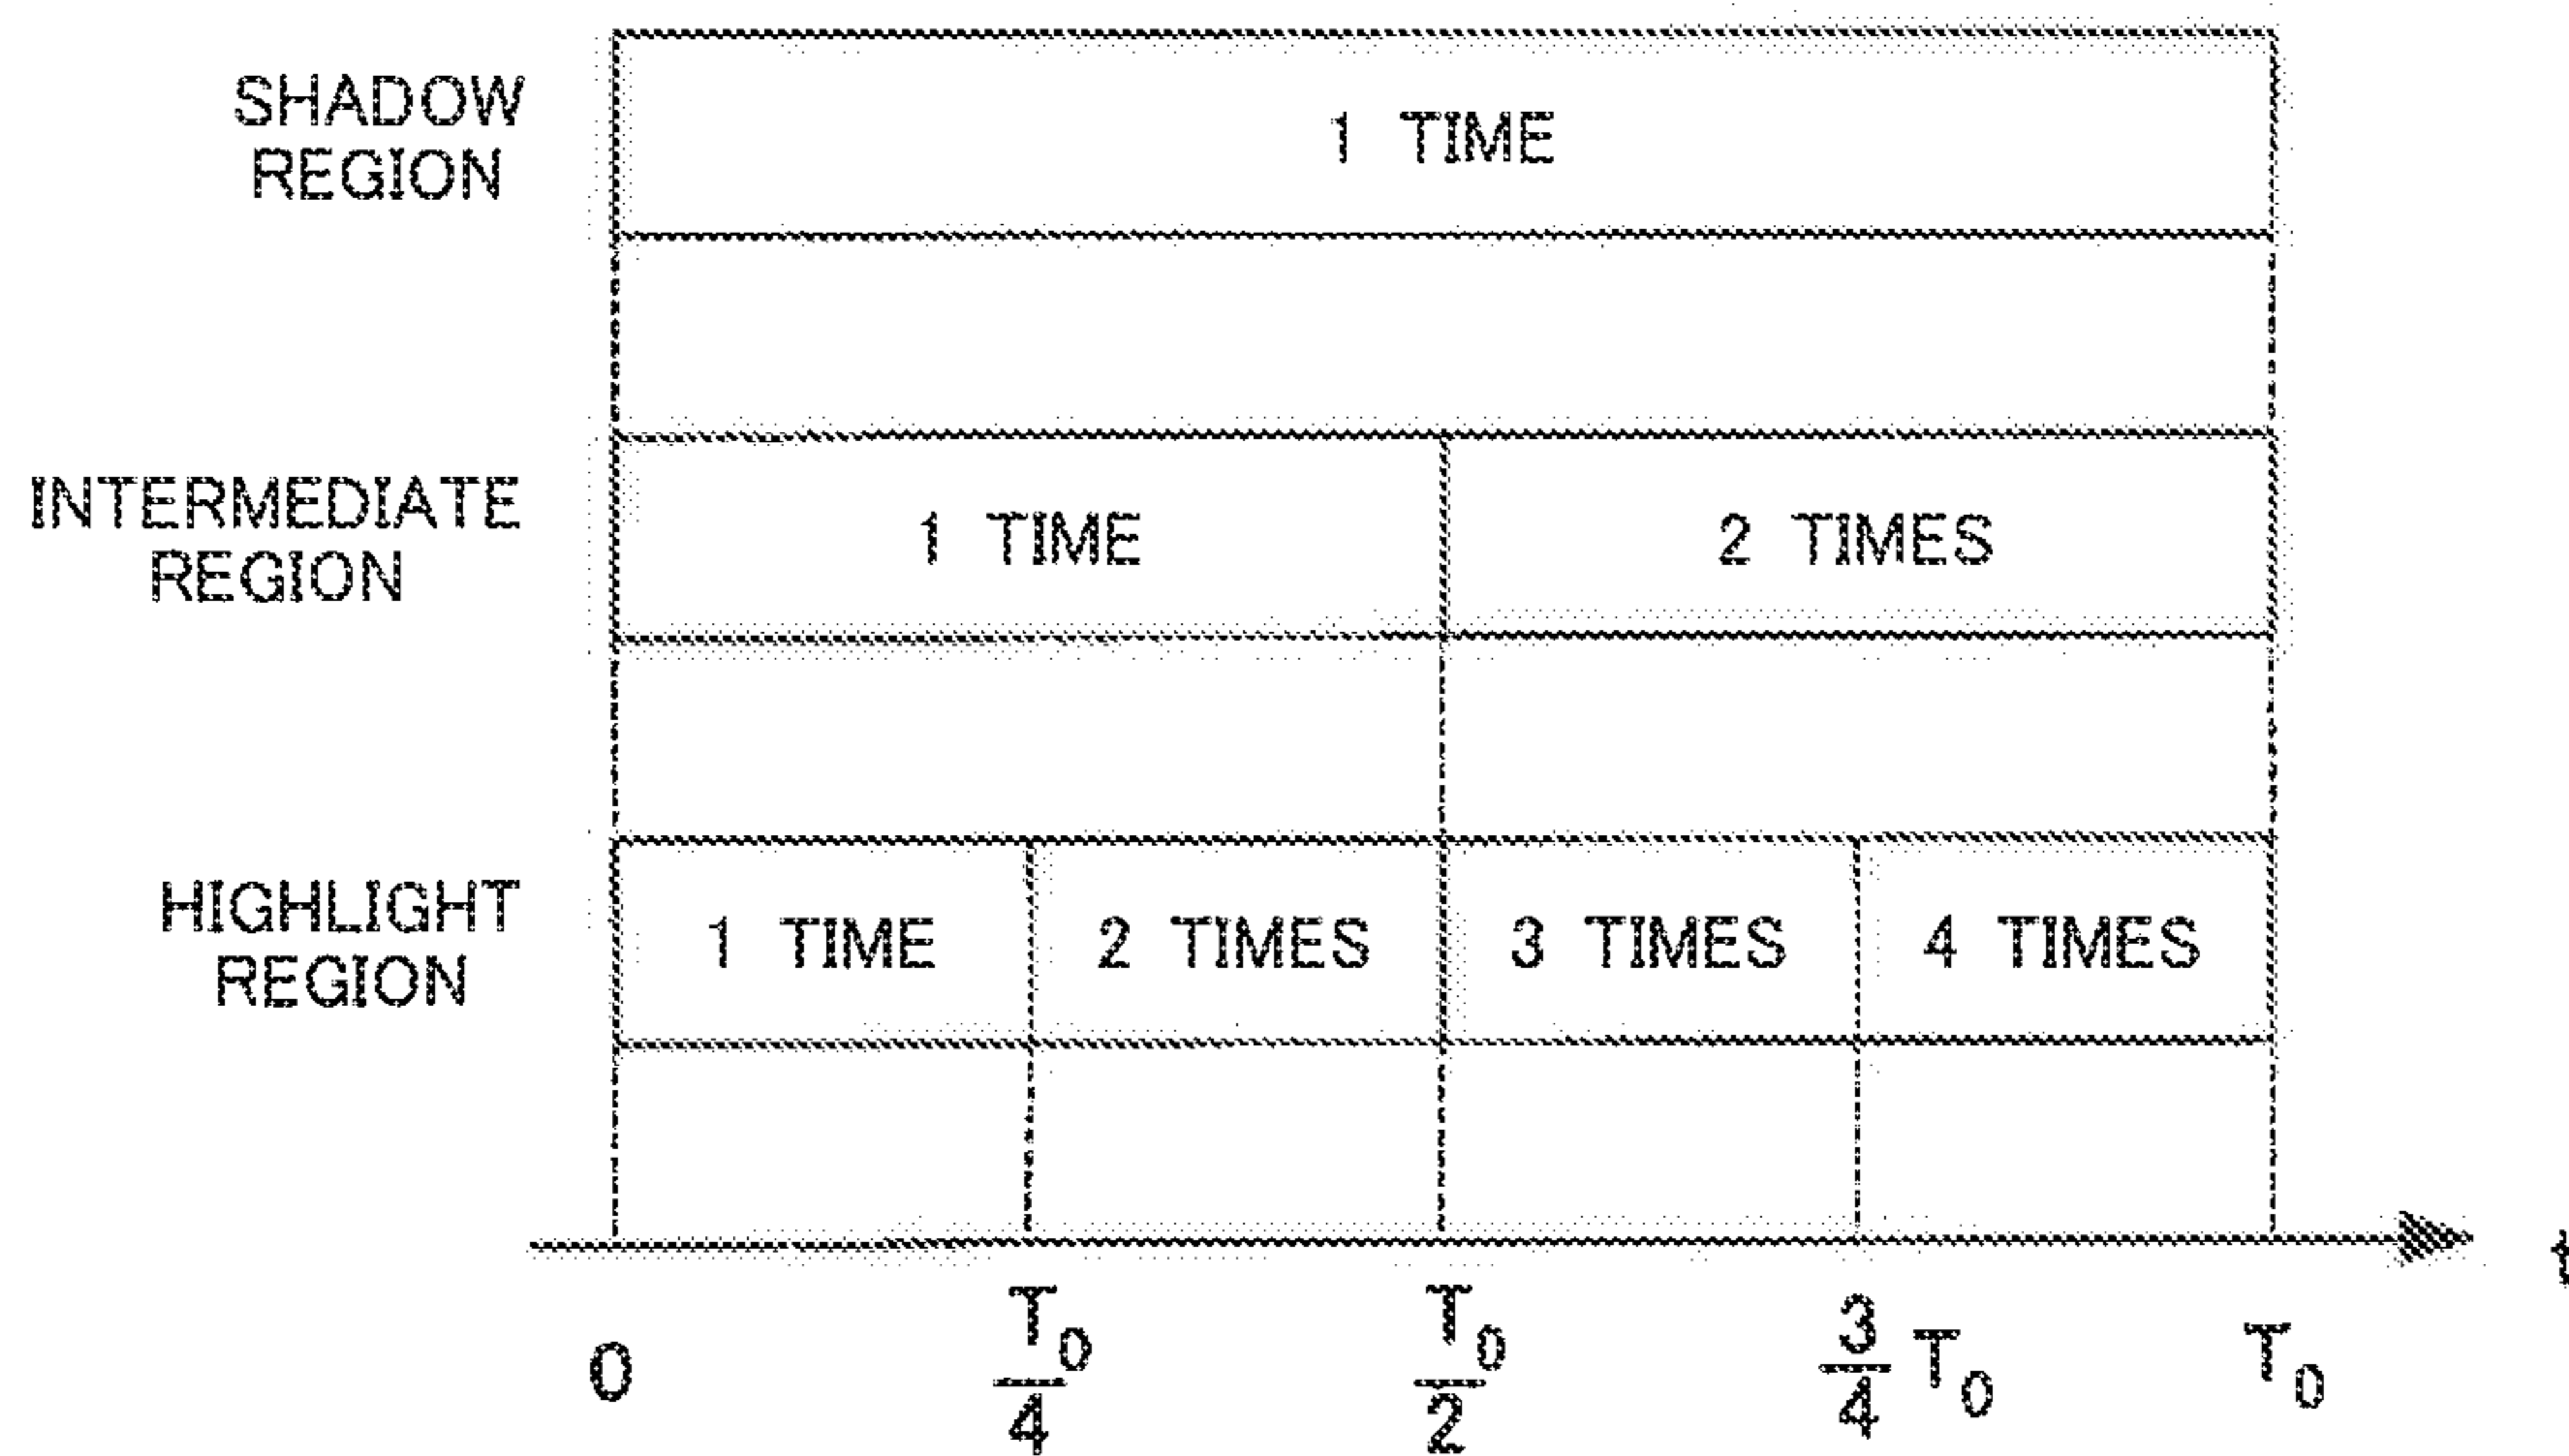 SHADOW
REGION
1 TIME
INTERMEDIATE
REGION
1 TIME
2 TIMES
HIGHLIGHT
REGION
1 TIME
2 TIMES
3 TIMES
4 TIMES
t
0
T0/4
T0/2
3/4 T0
T0